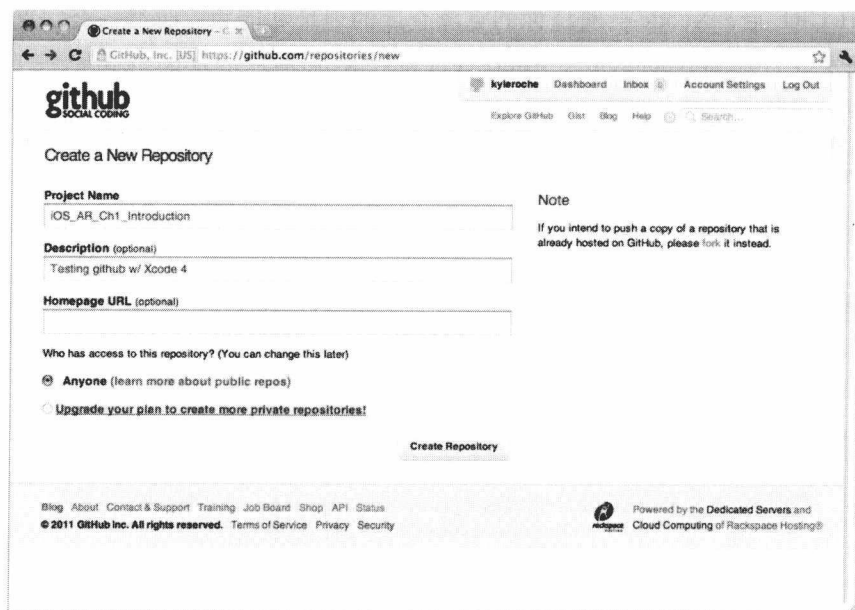 Create a New Repository – G
GitHub, Inc. [US] https://github.com/repositories/new
github
SOCIAL CODING
kyleroche Dashboard Inbox Account Settings Log Out
Explore GitHub Gist Blog Help Search...
Create a New Repository
Project Name
iOS_AR_Ch1_Introduction
Description (optional)
Testing github w/ Xcode 4
Homepage URL (optional)
Who has access to this repository? (You can change this later)
Anyone (learn more about public repos)
Upgrade your plan to create more private repositories!
Create Repository
Note
If you intend to push a copy of a repository that is
already hosted on GitHub, please fork it instead.
Blog About Contact & Support Training Job Board Shop API Status
© 2011 GitHub Inc. All rights reserved. Terms of Service Privacy Security
rackspace
HOSTING
Powered by the Dedicated Servers and
Cloud Computing of Rackspace Hosting®